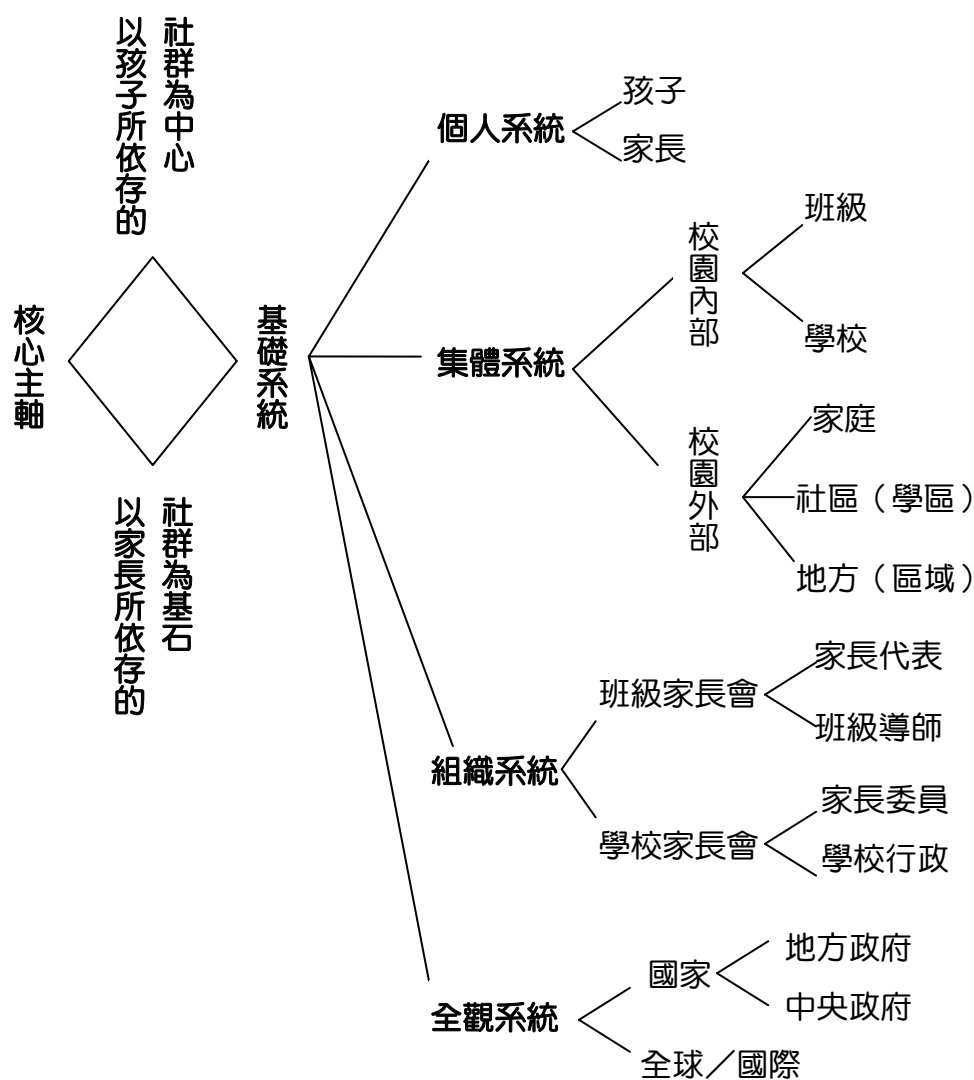 社群為中心
以孩子所依存的
核心主軸
基礎系統
社群為基石
以家長所依存的
個人系統
孩子
家長
集體系統
校園內部
班級
學校
校園外部
家庭
社區（學區）
地方（區域）
組織系統
班級家長會
家長代表
班級導師
學校家長會
家長委員
學校行政
全觀系統
國家
地方政府
中央政府
全球／國際